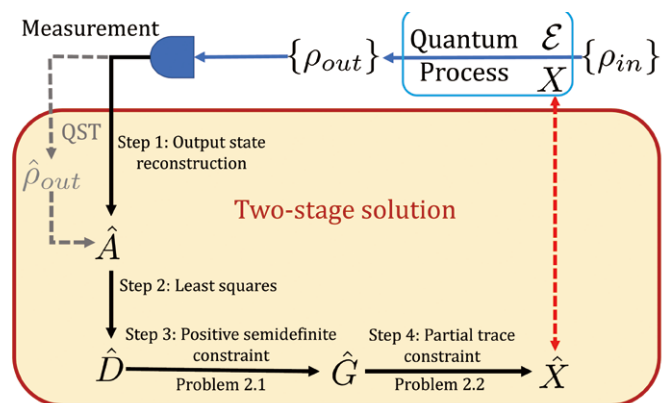 Measurement
{ρout}
Quantum ℰ
Process X
{ρin}
QST
Step 1: Output state
reconstruction
ρ̂out
Two-stage solution
Â
Step 2: Least squares
Step 3: Positive semidefinite
constraint
Step 4: Partial trace
constraint
D̂
Problem 2.1
Ĝ
Problem 2.2
X̂